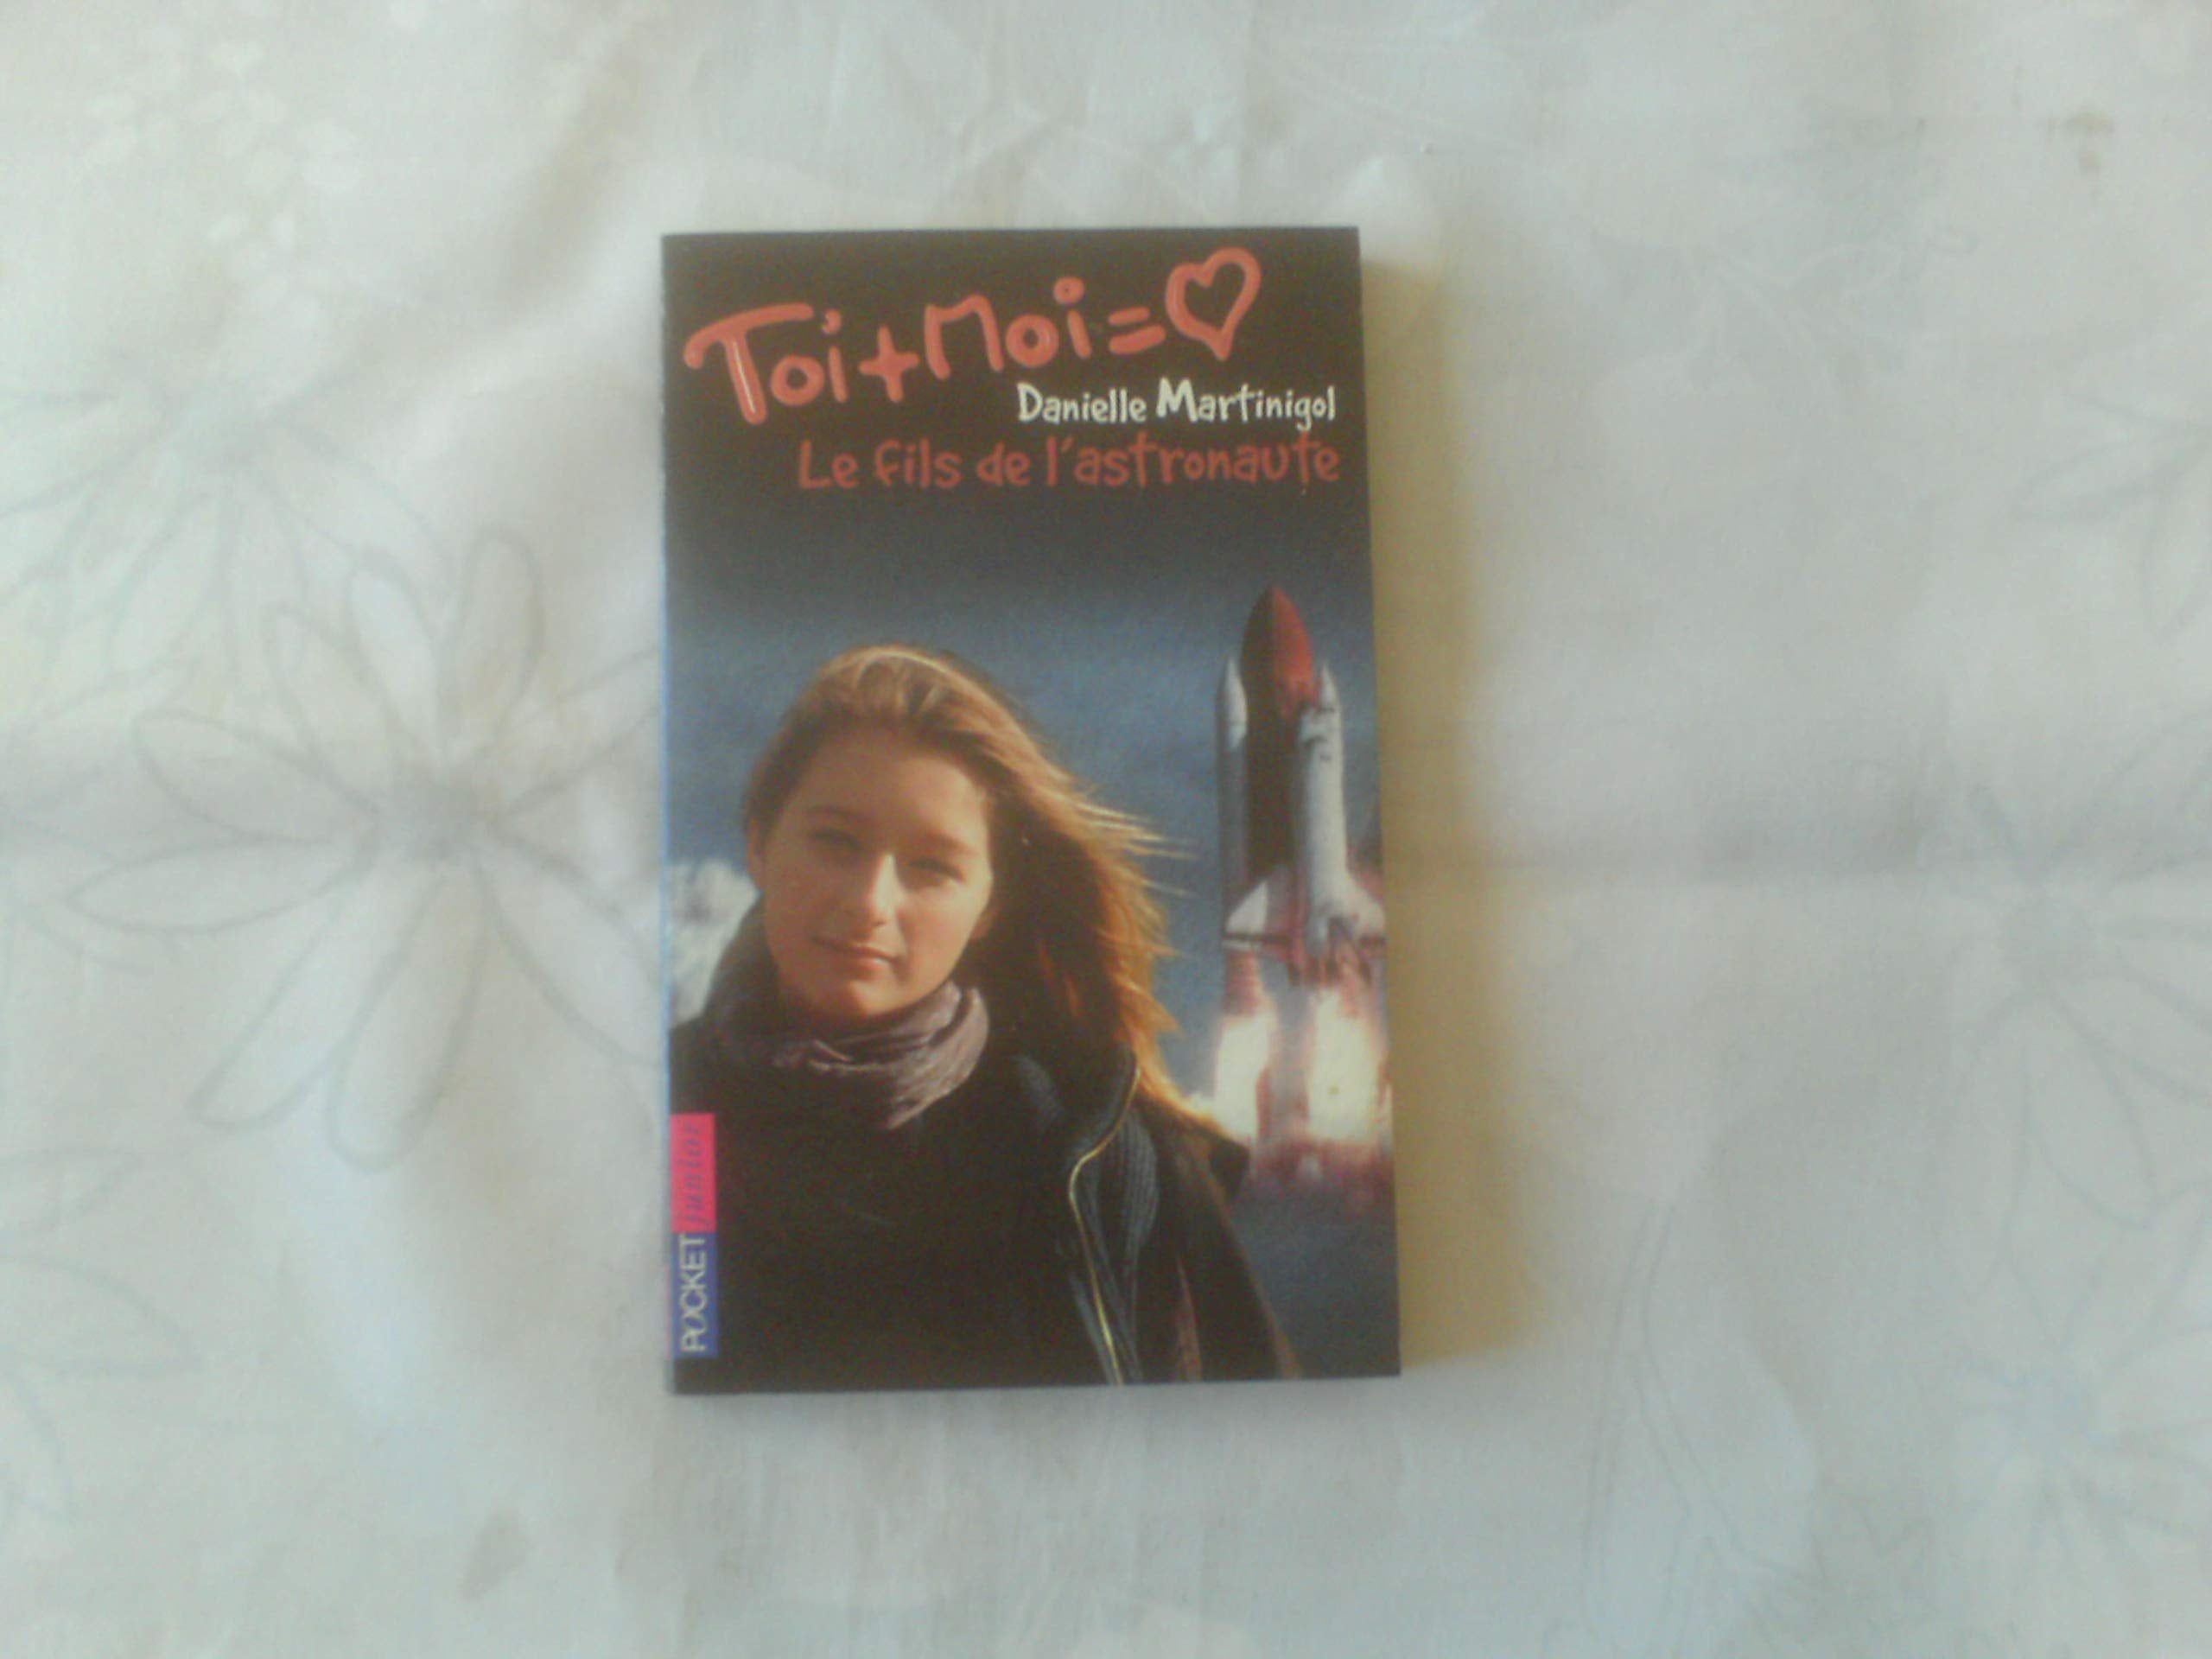 Toi+Moi=♡
Danielle Martinigol
Le fils de l'astronaute
POCKET junior